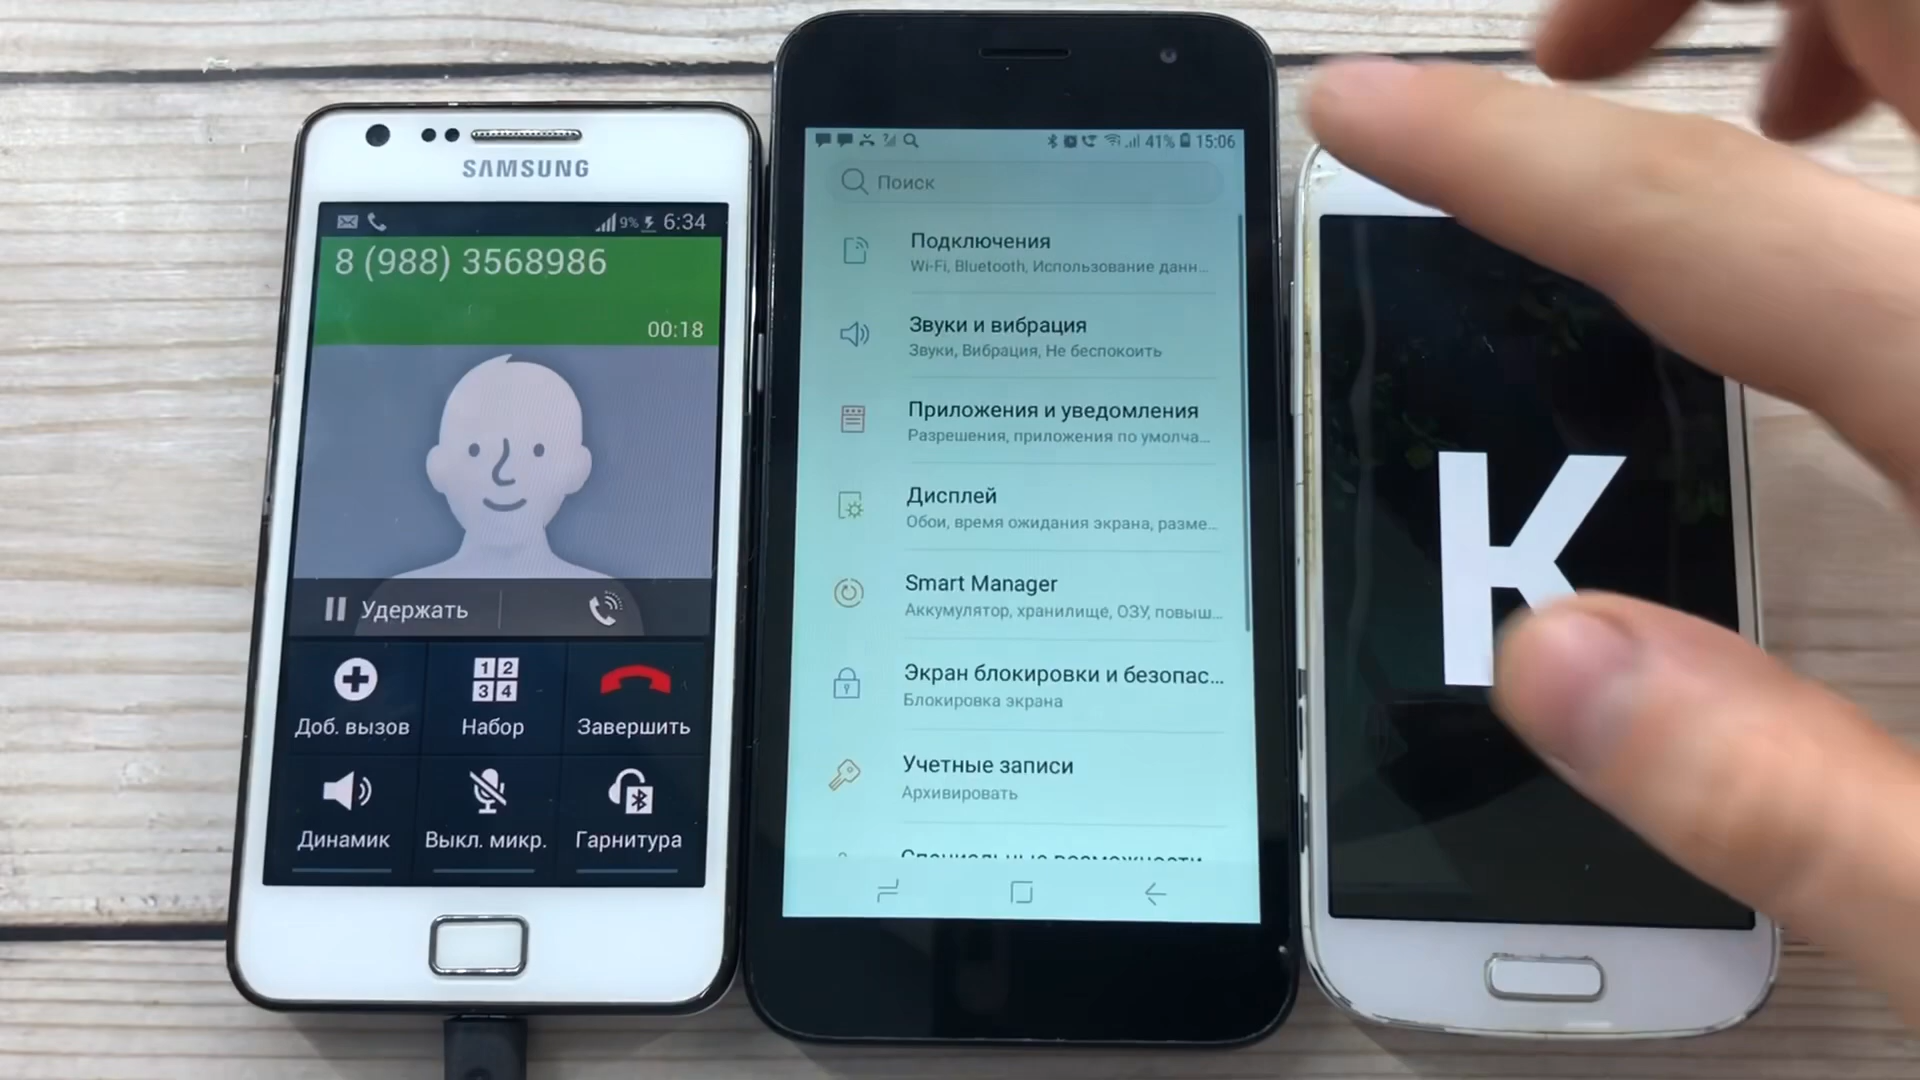 SAMSUNG
9% 6:34
8 (988) 3568986
00:18
Удержать
1 2
3 4
Доб. вызов
Набор
Завершить
Динамик
Выкл. микр.
Гарнитура
41% 15:06
Поиск
Подключения
Wi-Fi, Bluetooth, Использование данн...
Звуки и вибрация
Звуки, Вибрация, Не беспокоить
Приложения и уведомления
Разрешения, приложения по умолча...
Дисплей
Обои, время ожидания экрана, разме...
Smart Manager
Аккумулятор, хранилище, ОЗУ, повыш...
Экран блокировки и безопас...
Блокировка экрана
Учетные записи
Архивировать
Специальные возможности
K